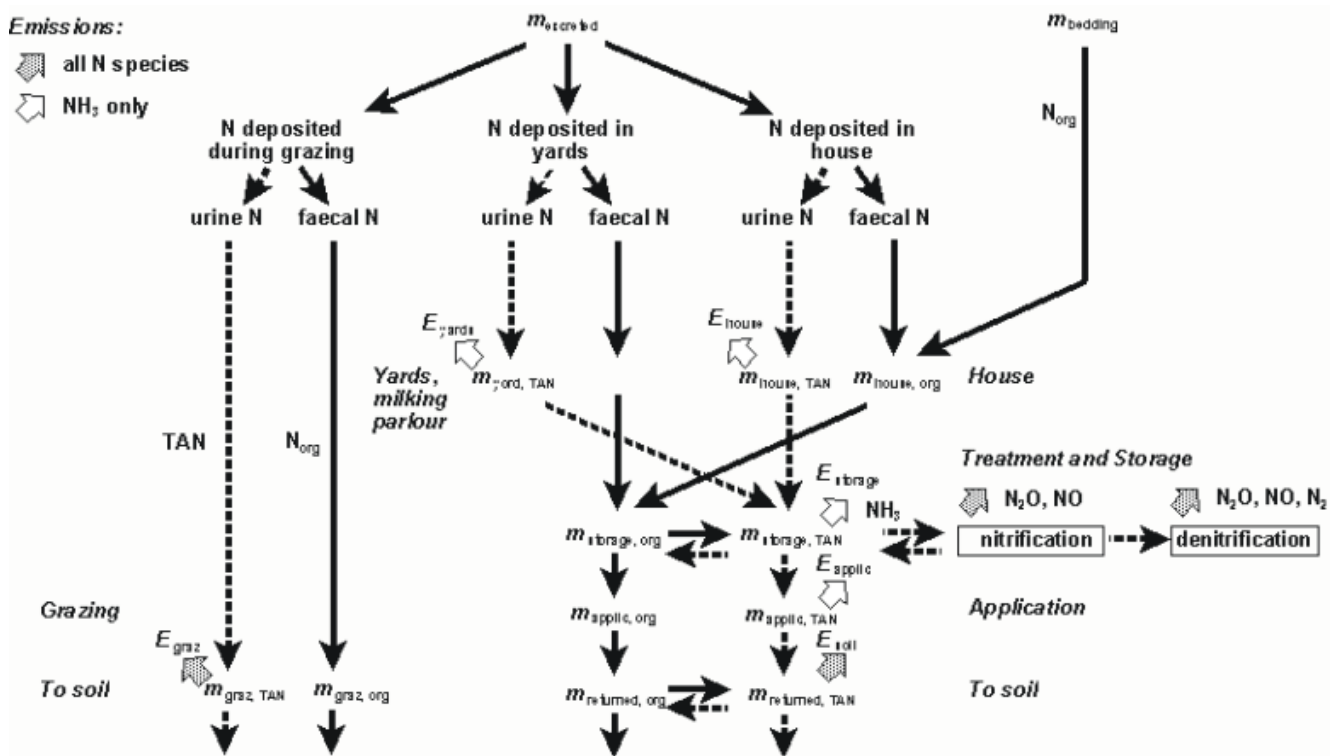 Emissions:
all N species
NH₃ only
m excreted
m bedding
N deposited during grazing
N deposited in yards
N deposited in house
N org
urine N
faecal N
urine N
faecal N
urine N
faecal N
E yards
E house
Yards, milking parlour
m yard, TAN
m house, TAN
m house, org
House
TAN
N org
Treatment and Storage
E storage
NH₃
N₂O, NO
N₂O, NO, N₂
m storage, org
m storage, TAN
nitrification
denitrification
E applic
Grazing
m applic, org
m applic, TAN
Application
E graz
E soil
To soil
m graz, TAN
m graz, org
m returned, org
m returned, TAN
To soil